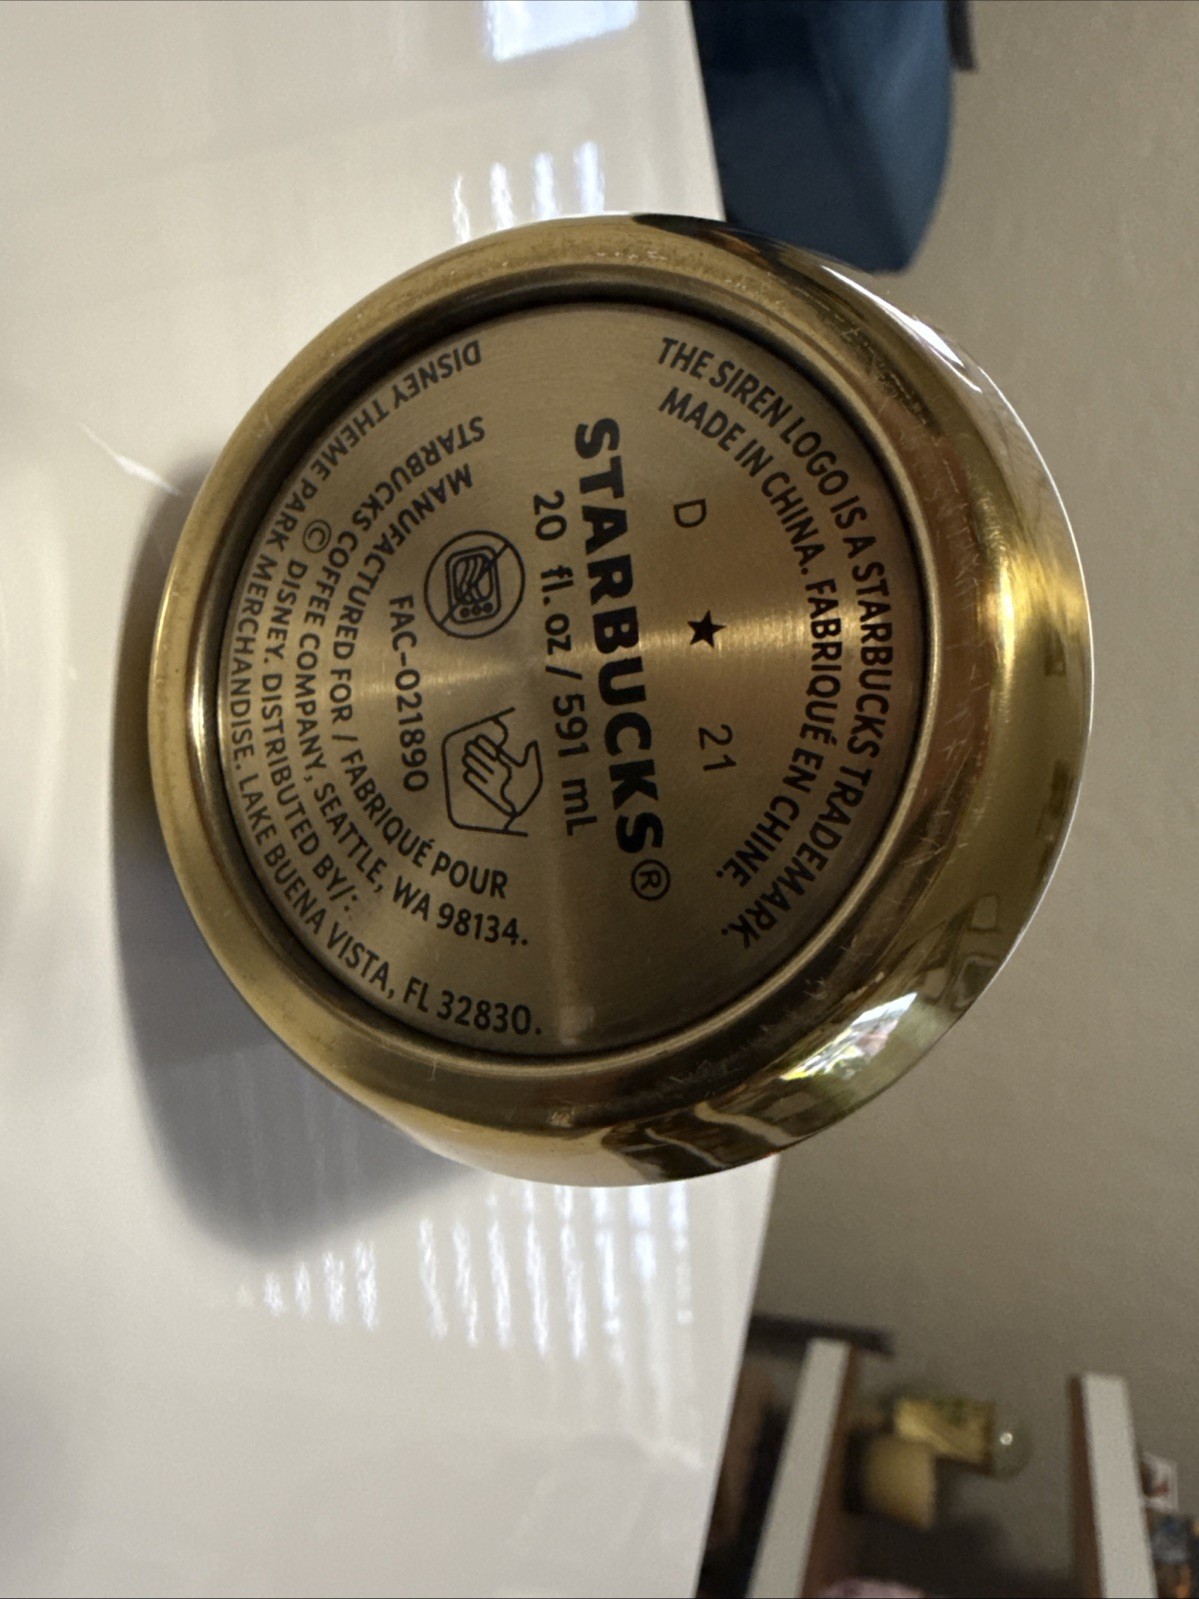 THE SIREN LOGO IS A STARBUCKS TRADEMARK.
MADE IN CHINA. FABRIQUÉ EN CHINE.
D ★ 21
STARBUCKS®
20 fl. oz / 591 mL
FAC-021890
MANUFACTURED FOR / FABRIQUÉ POUR
STARBUCKS COFFEE COMPANY, SEATTLE, WA 98134.
© DISNEY. DISTRIBUTED BY/:
DISNEY THEME PARK MERCHANDISE. LAKE BUENA VISTA, FL 32830.